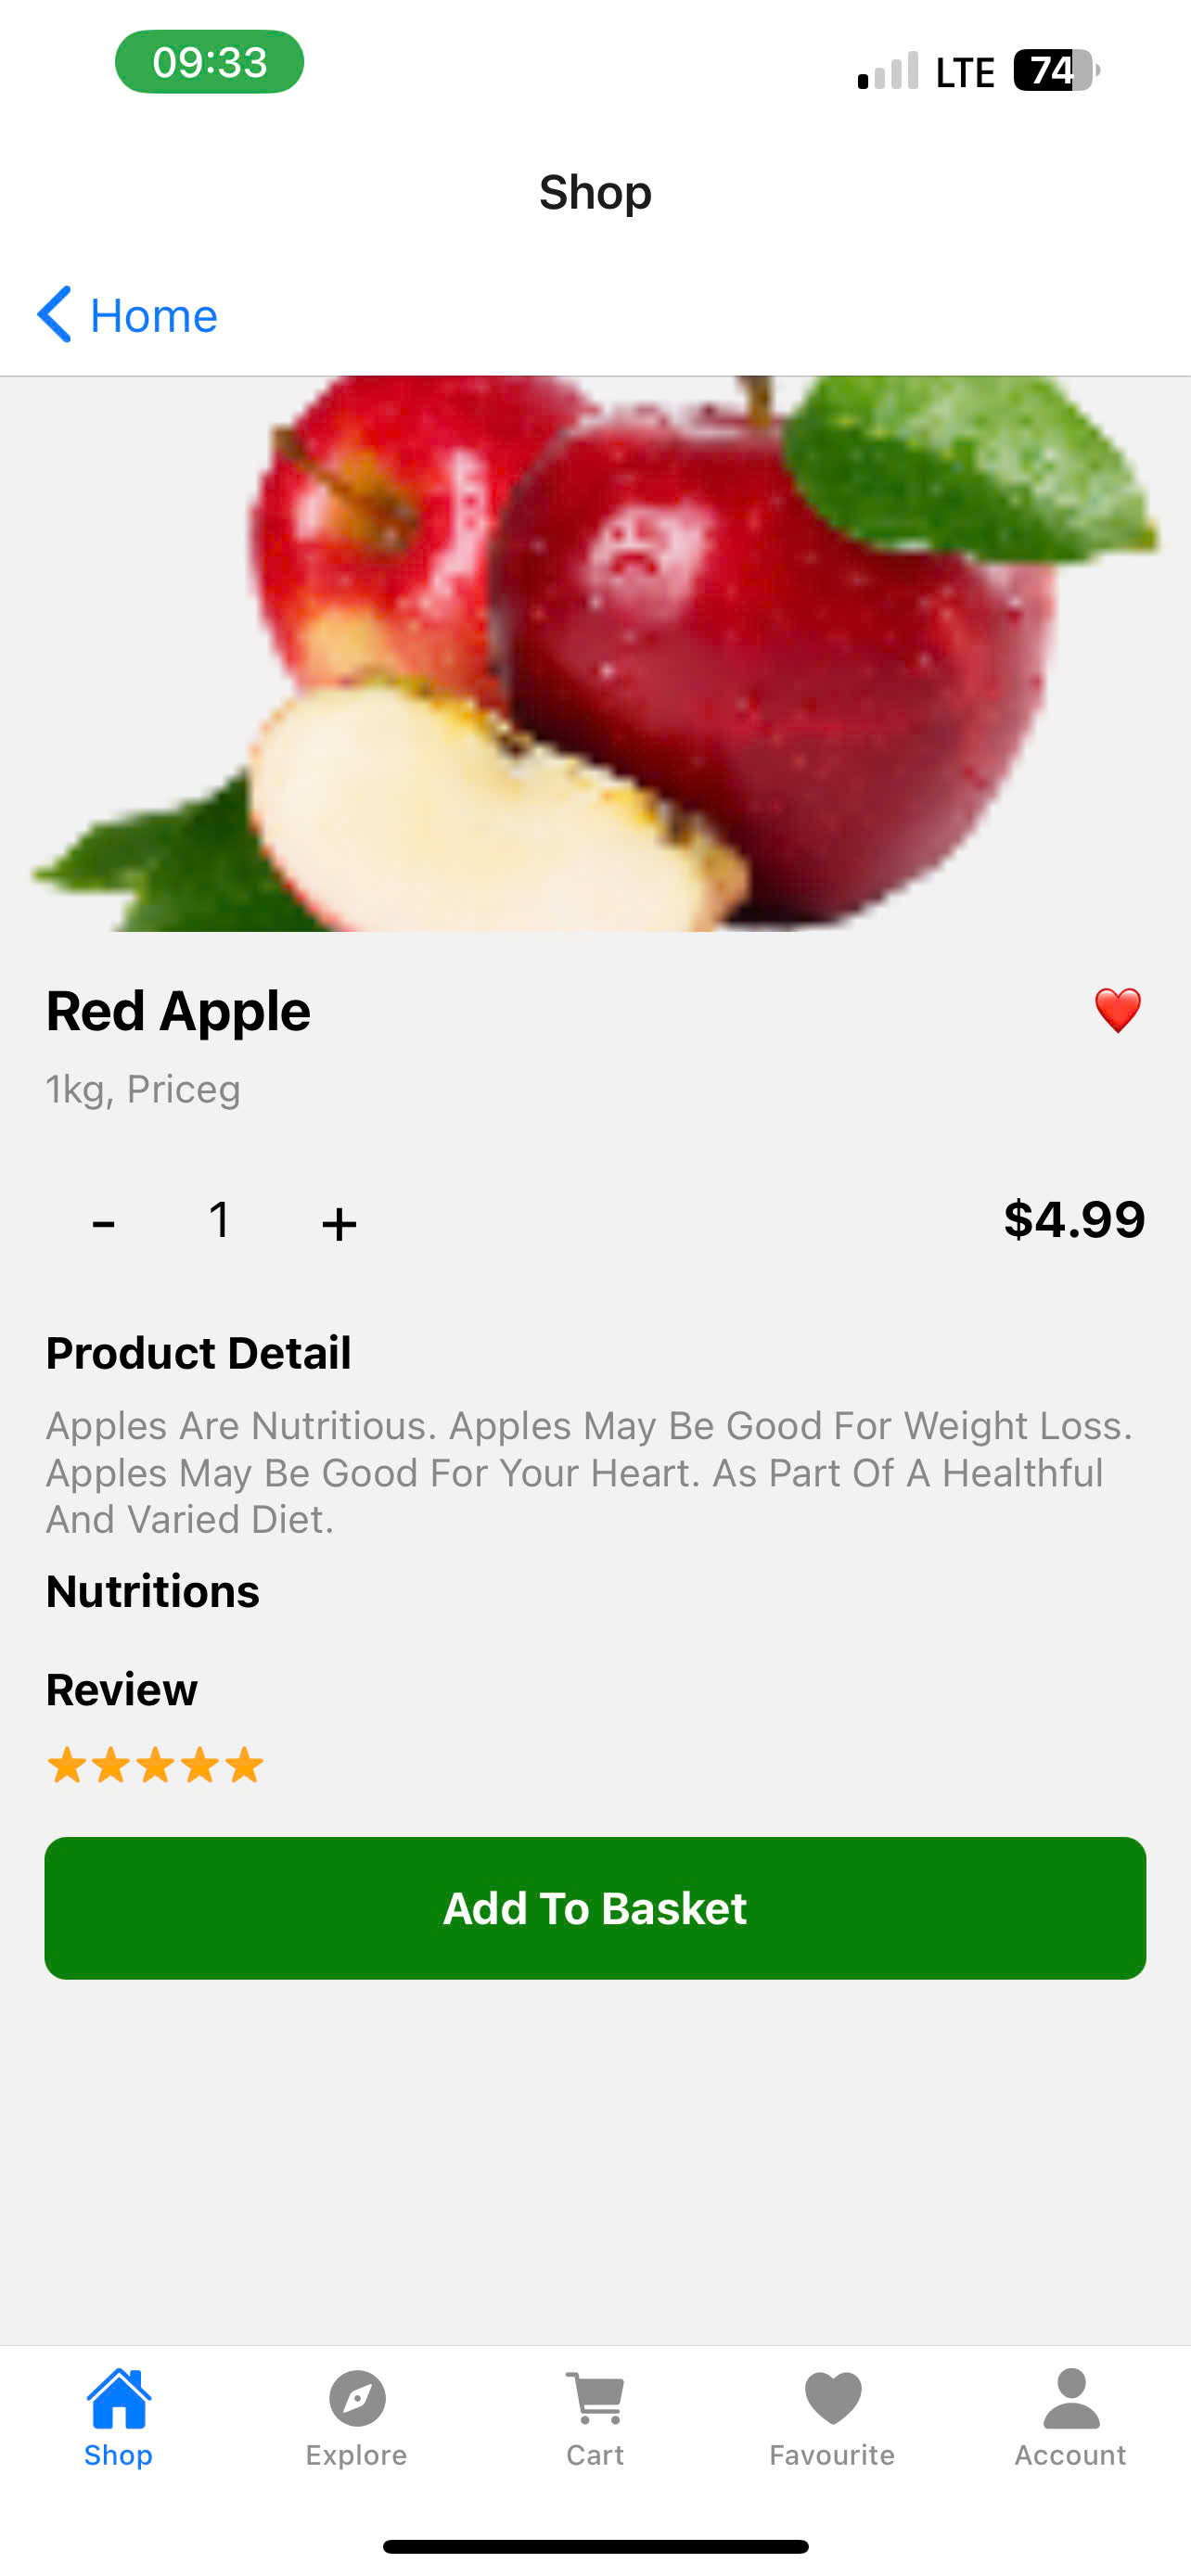 09:33
LTE 74
Shop
Home
Red Apple
1kg, Priceg
- 1 + $4.99
Product Detail
Apples Are Nutritious. Apples May Be Good For Weight Loss.
Apples May Be Good For Your Heart. As Part Of A Healthful
And Varied Diet.
Nutritions
Review
Add To Basket
Shop Explore Cart Favourite Account